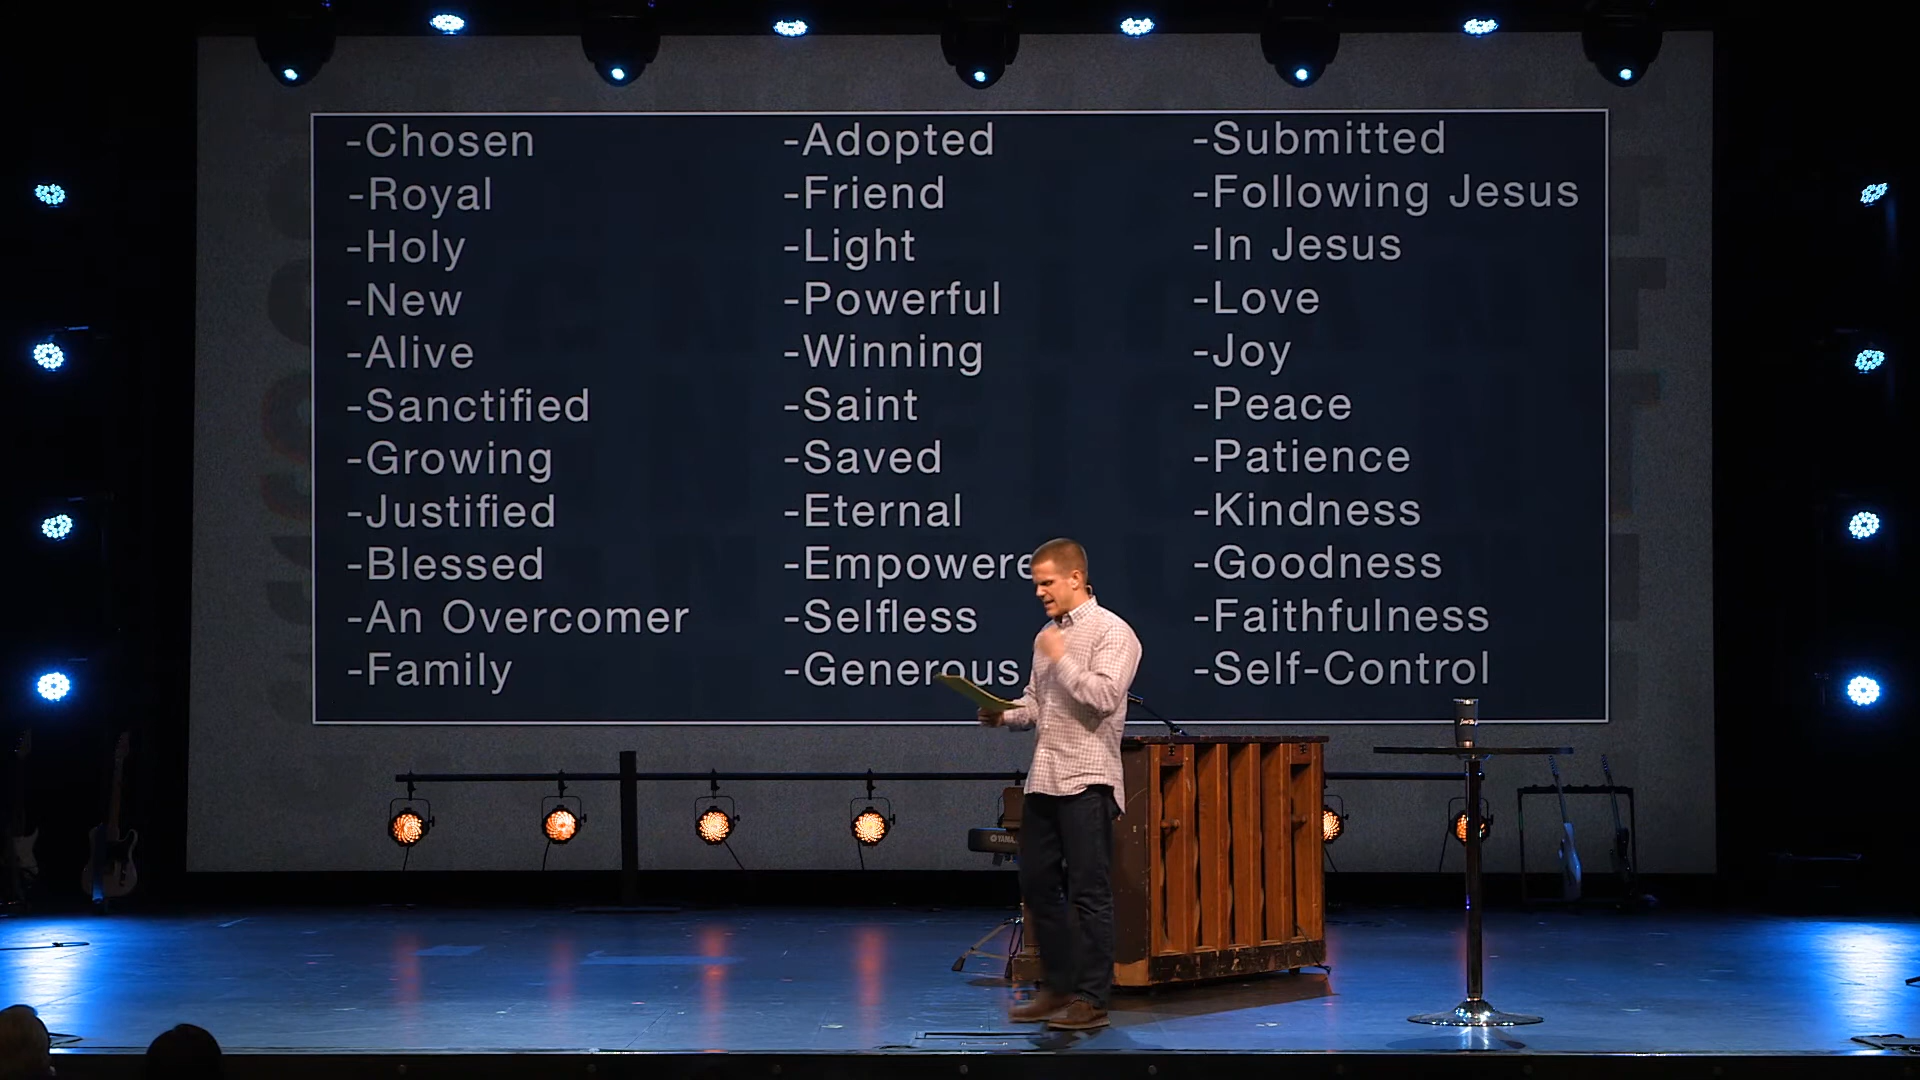 -Chosen
-Royal
-Holy
-New
-Alive
-Sanctified
-Growing
-Justified
-Blessed
-An Overcomer
-Family
-Adopted
-Friend
-Light
-Powerful
-Winning
-Saint
-Saved
-Eternal
-Empowere
-Selfless
-Generous
-Submitted
-Following Jesus
-In Jesus
-Love
-Joy
-Peace
-Patience
-Kindness
-Goodness
-Faithfulness
-Self-Control